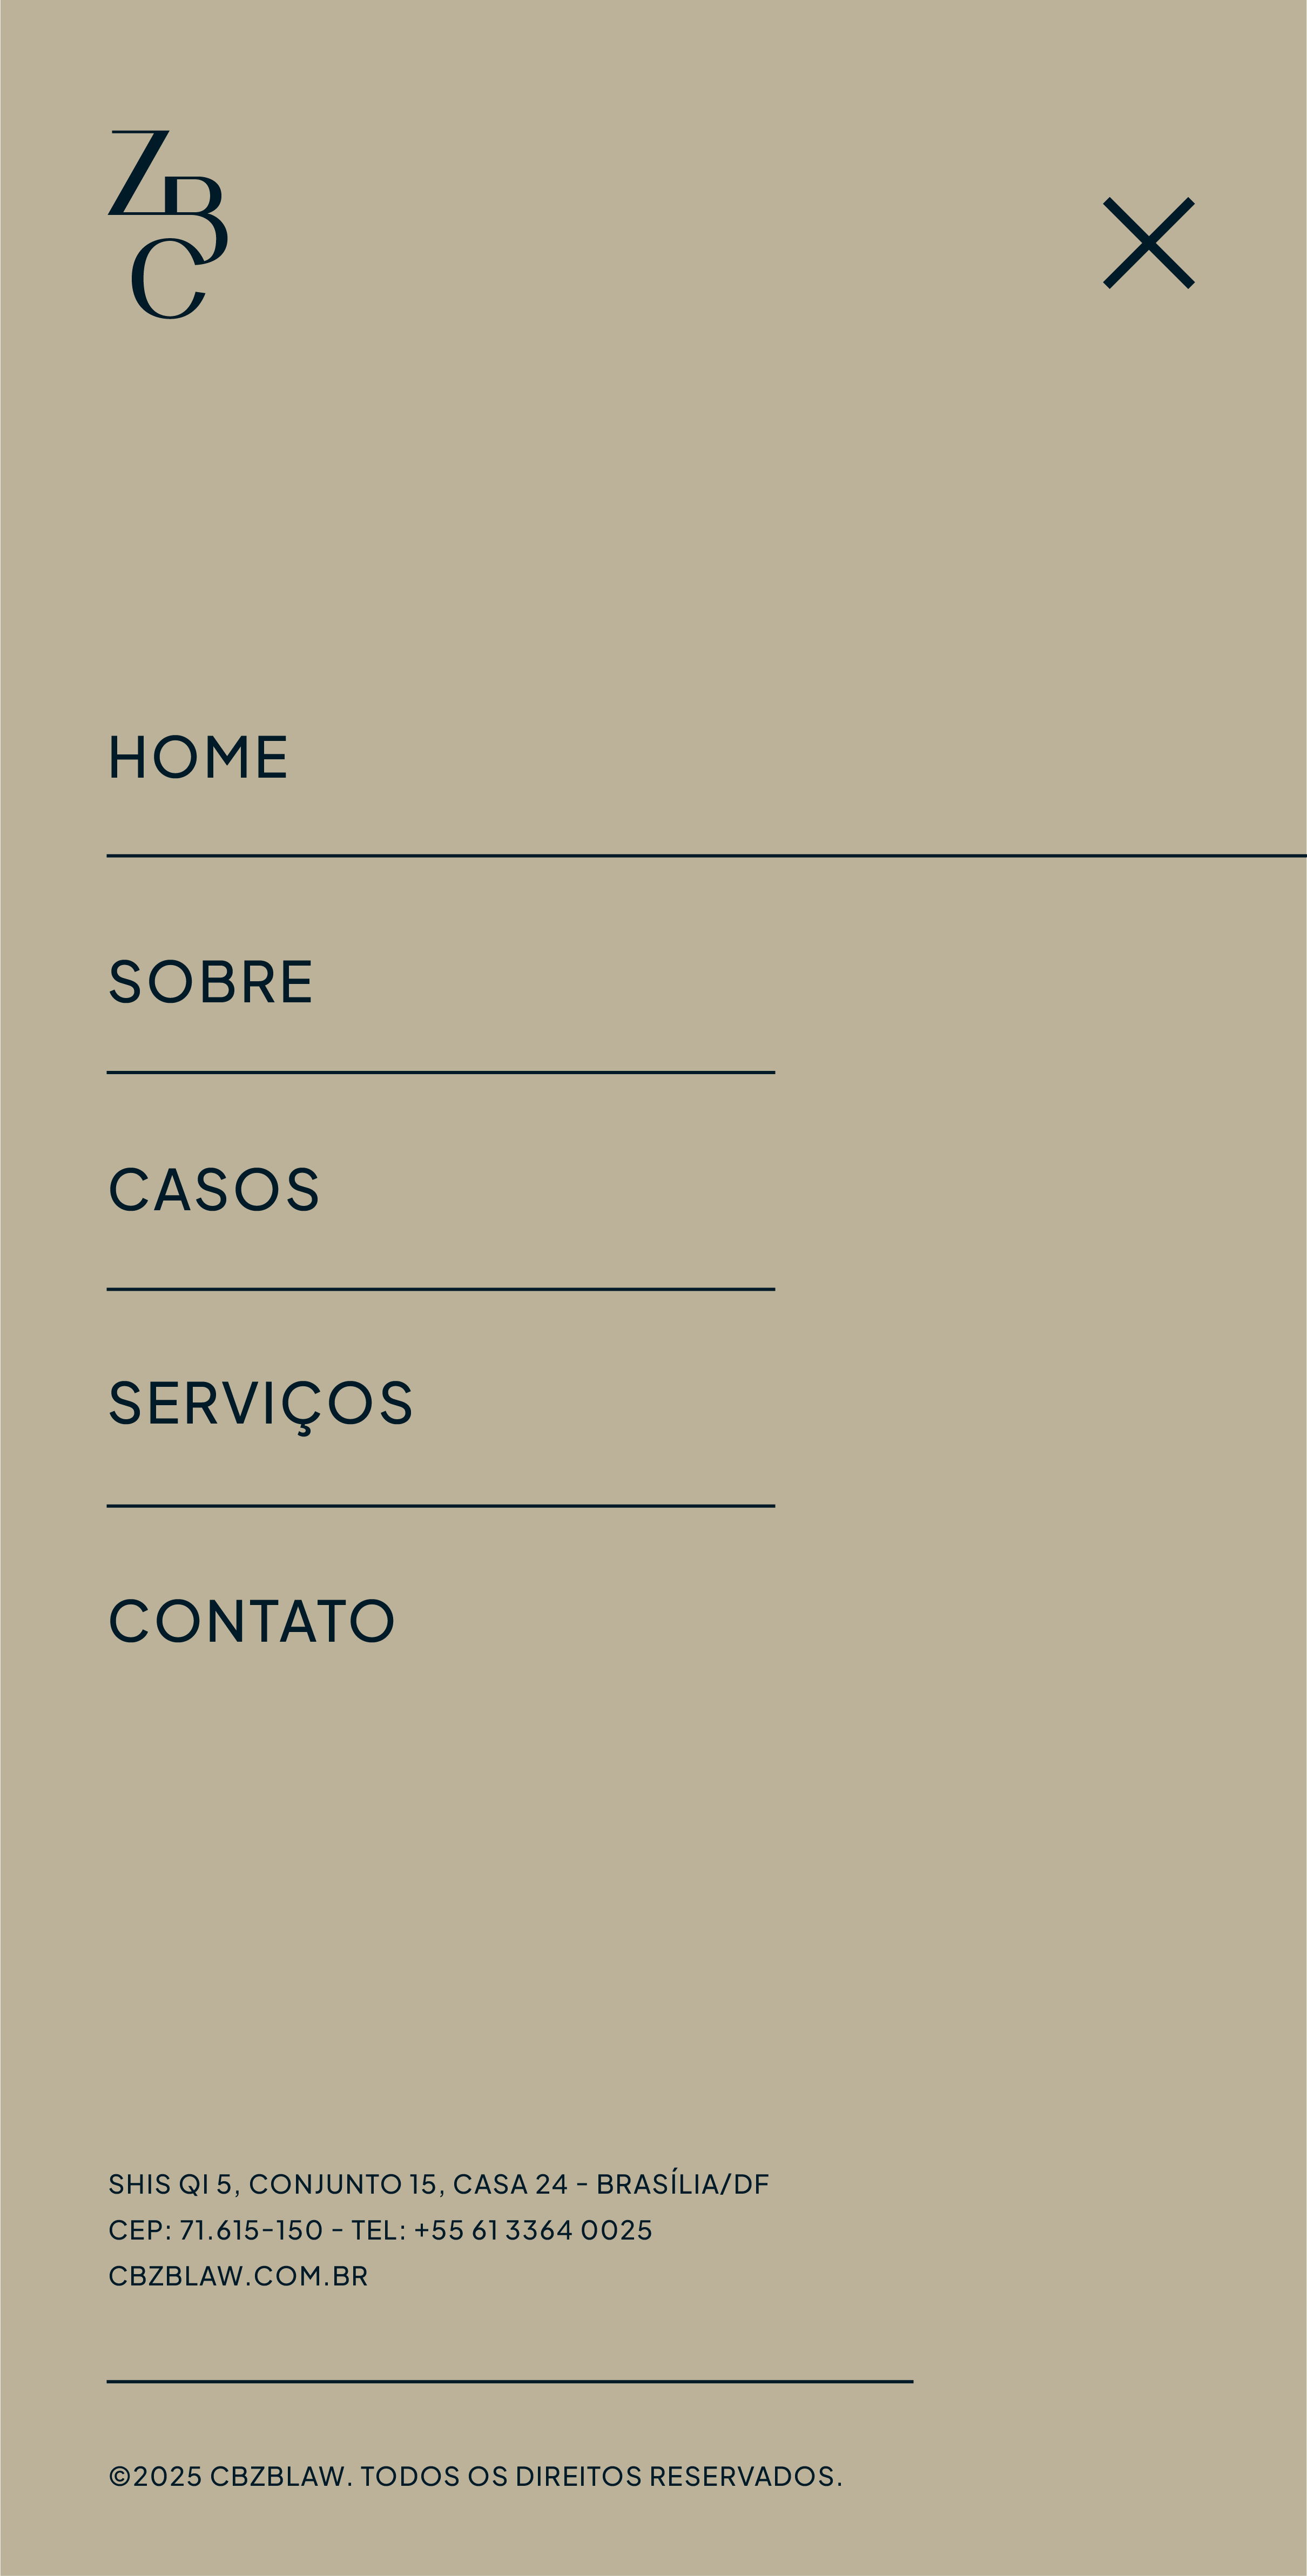 ZB
C
HOME
SOBRE
CASOS
SERVIÇOS
CONTATO
SHIS QI 5, CONJUNTO 15, CASA 24 - BRASÍLIA/DF
CEP: 71.615-150 - TEL: +55 61 3364 0025
CBZBLAW.COM.BR
©2025 CBZBLAW. TODOS OS DIREITOS RESERVADOS.